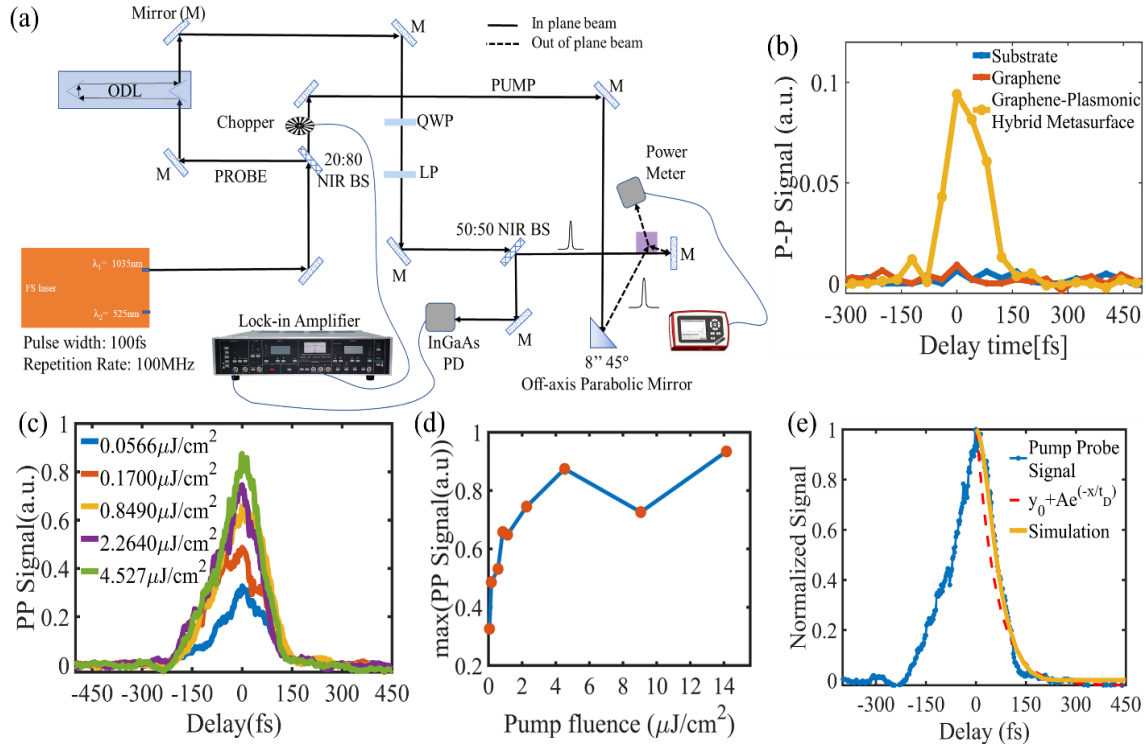 (a)
Mirror (M)
M
In plane beam
Out of plane beam
ODL
PUMP
M
Chopper
QWP
M
PROBE
20:80
NIR BS
LP
Power
Meter
50:50 NIR BS
M
M
λ₁= 1035nm
FS laser
λ₂= 525nm
Pulse width: 100fs
Repetition Rate: 100MHz
Lock-in Amplifier
InGaAs
PD
M
8’’ 45°
Off-axis Parabolic Mirror
(b)
Substrate
Graphene
Graphene-Plasmonic
Hybrid Metasurface
P-P Signal (a.u.)
0.1
0.05
0
-300 -150 0 150 300 450
Delay time[fs]
(c)
0.0566μJ/cm²
0.1700μJ/cm²
0.8490μJ/cm²
2.2640μJ/cm²
4.527μJ/cm²
PP Signal(a.u.)
1
0.8
0.6
0.4
0.2
0
-450 -300 -150 0 150 300 450
Delay(fs)
(d)
max(PP Signal(a.u))
1
0.8
0.6
0.4
0.2
0 2 4 6 8 10 12 14
Pump fluence (μJ/cm²)
(e)
Pump Probe
Signal
y₀+Ae^(-x/t_D)
Simulation
Normalized Signal
1
0.8
0.6
0.4
0.2
0
-400 -300 -150 0 150 300 450
Delay (fs)